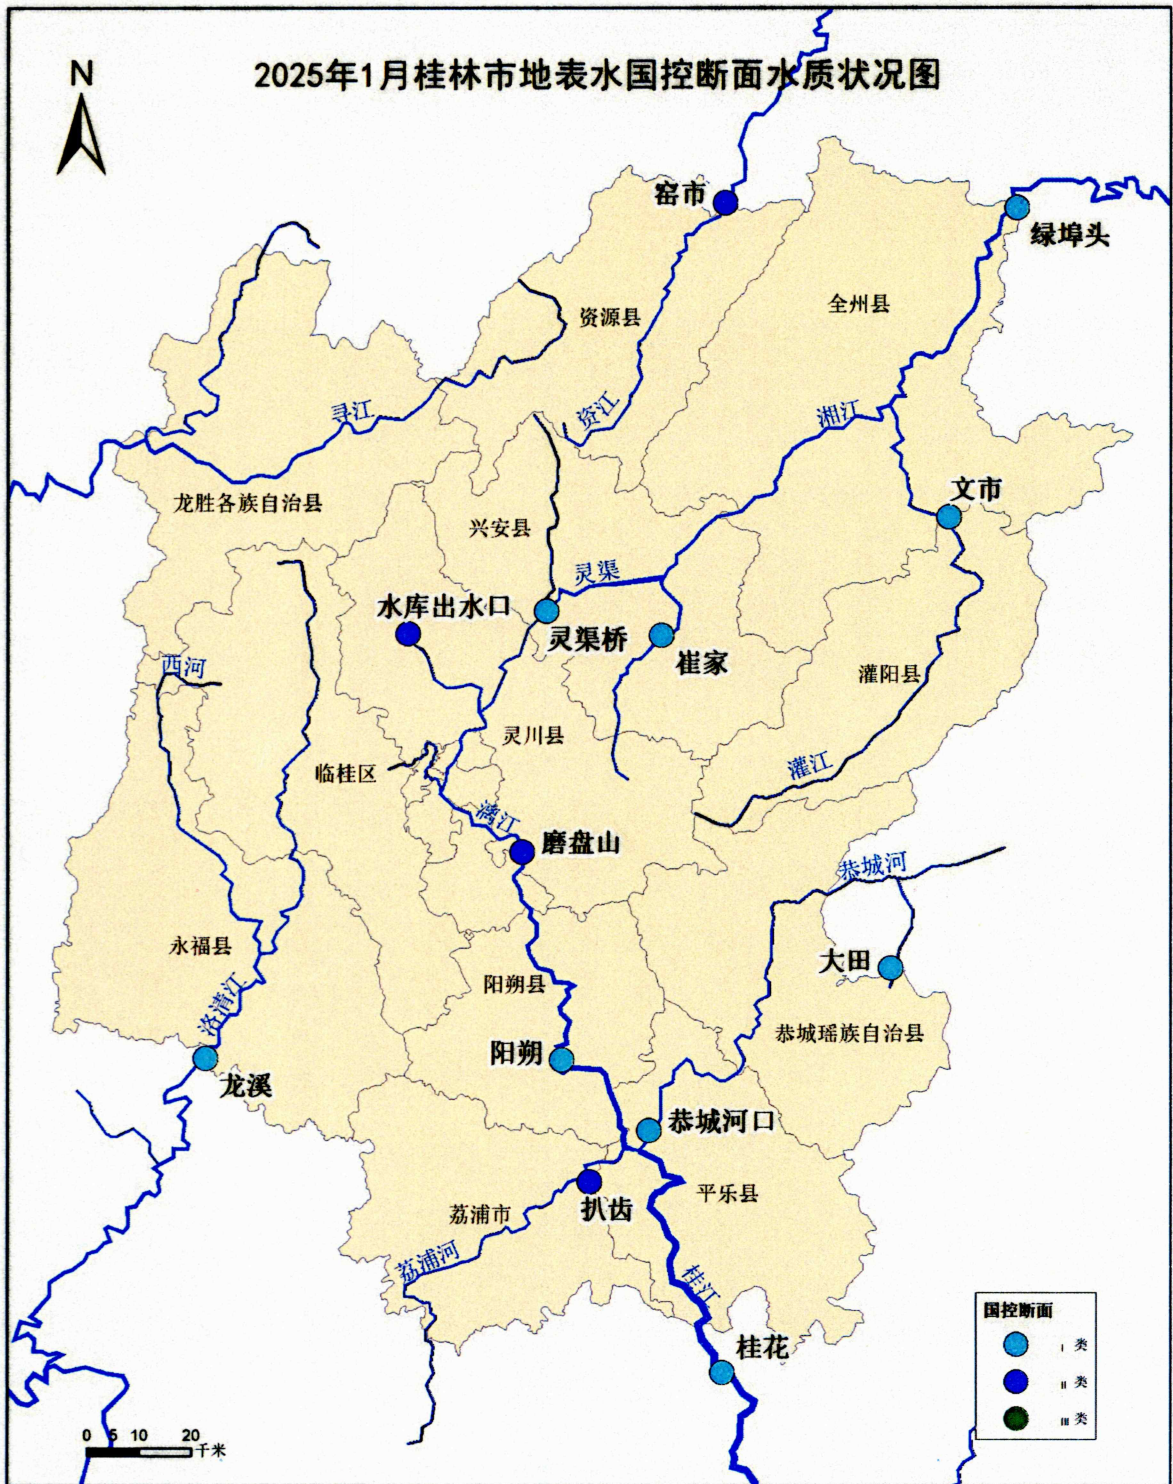 N
2025年1月桂林市地表水国控断面水质状况图
窑市
绿埠头
资源县
全州县
寻江
资江
湘江
龙胜各族自治县
文市
兴安县
灵渠
水库出水口
灵渠桥
崔家
西河
灌阳县
灵川县
临桂区
灌江
漓江
磨盘山
恭城河
永福县
大田
阳朔县
洛清江
恭城瑶族自治县
阳朔
龙溪
恭城河口
平乐县
扒齿
荔浦市
荔浦河
桂江
桂花
国控断面
I 类
II 类
III 类
0 5 10 20
千米